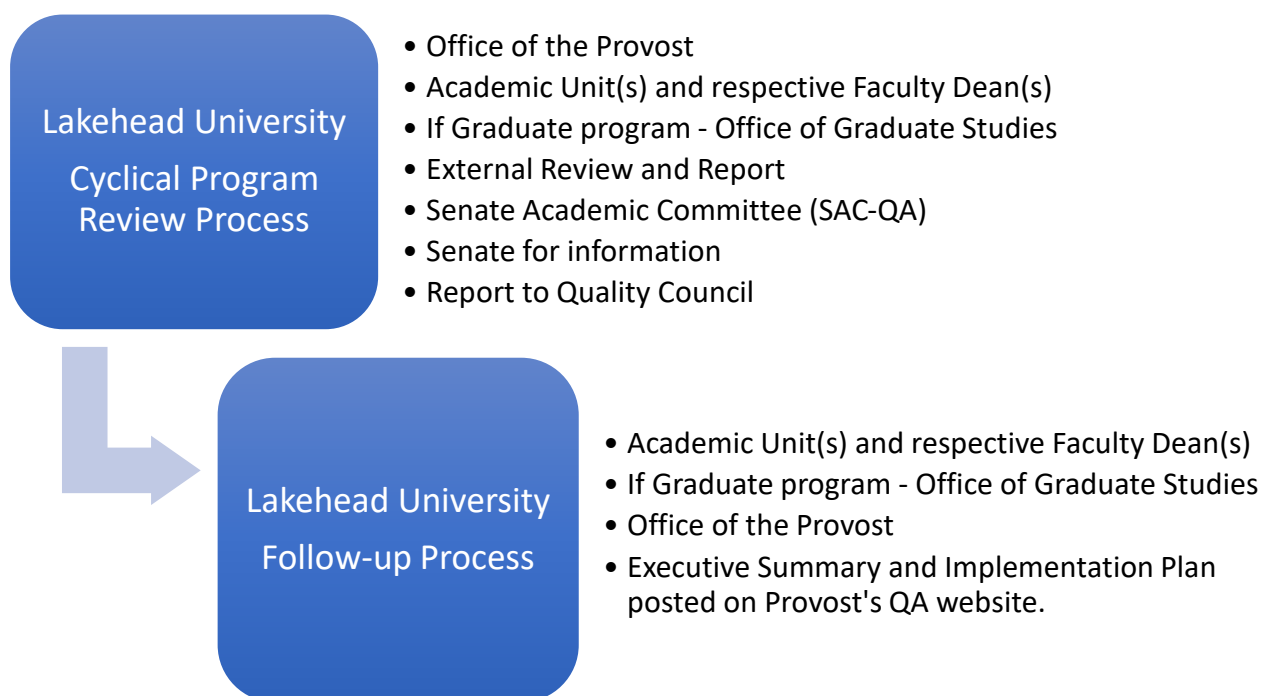 Lakehead University
Cyclical Program
Review Process
• Office of the Provost
• Academic Unit(s) and respective Faculty Dean(s)
• If Graduate program - Office of Graduate Studies
• External Review and Report
• Senate Academic Committee (SAC-QA)
• Senate for information
• Report to Quality Council
Lakehead University
Follow-up Process
• Academic Unit(s) and respective Faculty Dean(s)
• If Graduate program - Office of Graduate Studies
• Office of the Provost
• Executive Summary and Implementation Plan
posted on Provost's QA website.